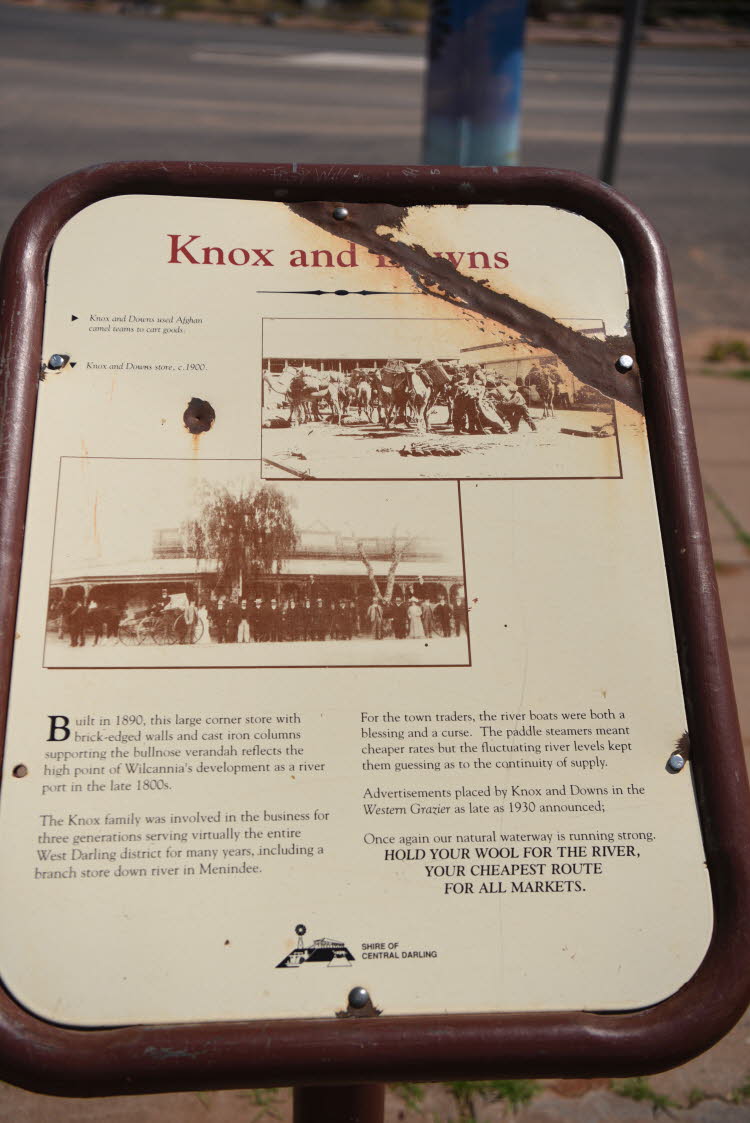 Knox and Downs
Knox and Downs used Afghan
camel teams to cart goods.
Knox and Downs store, c.1900.
Built in 1890, this large corner store with
brick-edged walls and cast iron columns
supporting the bullnose verandah reflects the
high point of Wilcannia's development as a river
port in the late 1800s.
The Knox family was involved in the business for
three generations serving virtually the entire
West Darling district for many years, including a
branch store down river in Menindee.
For the town traders, the river boats were both a
blessing and a curse. The paddle steamers meant
cheaper rates but the fluctuating river levels kept
them guessing as to the continuity of supply.
Advertisements placed by Knox and Downs in the
Western Grazier as late as 1930 announced;
Once again our natural waterway is running strong.
HOLD YOUR WOOL FOR THE RIVER,
YOUR CHEAPEST ROUTE
FOR ALL MARKETS.
SHIRE OF
CENTRAL DARLING